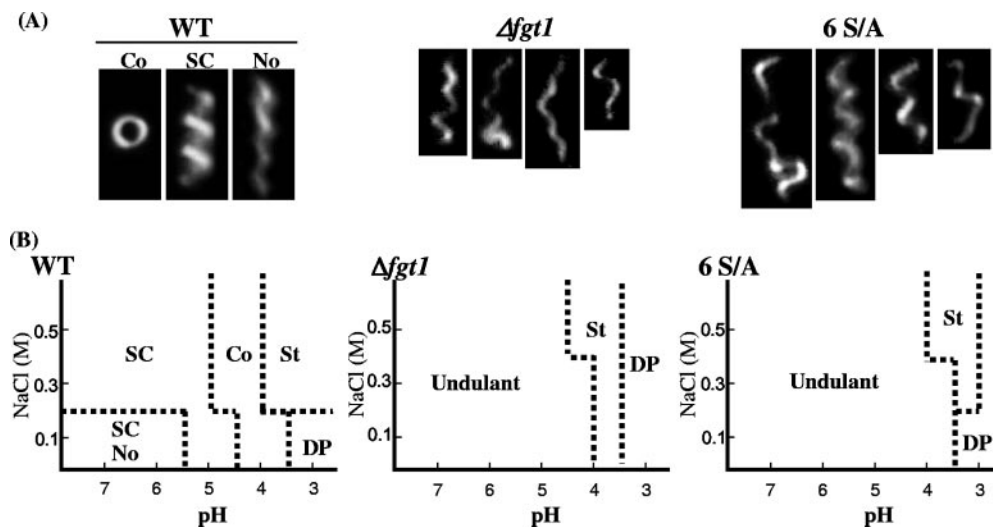 (A)
WT
Co SC No
Δfgt1
6 S/A
(B)
WT
NaCl (M)
0.5
0.3
0.1
SC
Co
St
SC
No
DP
7 6 5 4 3
pH
Δfgt1
0.5
0.3
0.1
Undulant
St
DP
7 6 5 4 3
pH
6 S/A
NaCl (M)
0.5
0.3
0.1
Undulant
St
DP
7 6 5 4 3
pH